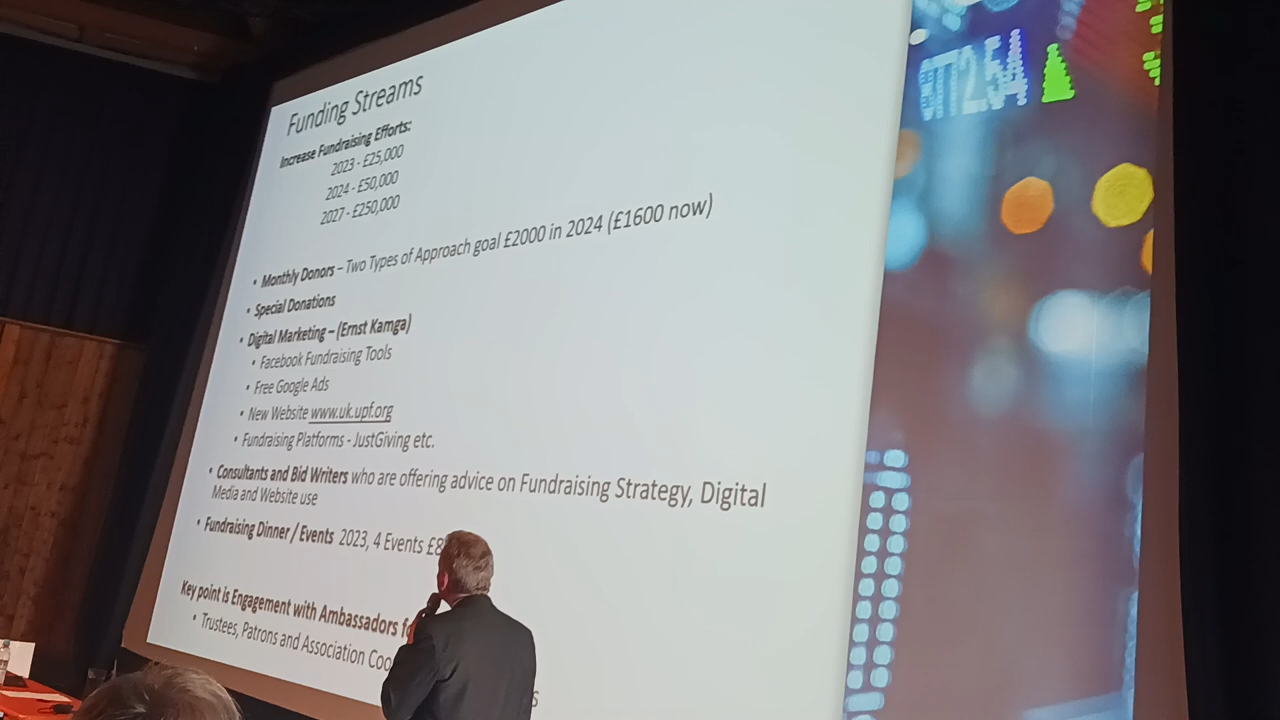 Funding Streams
Increase Fundraising Efforts:
2023 - £25,000
2024 - £50,000
2027 - £250,000
• Monthly Donors – Two Types of Approach goal £2000 in 2024 (£1600 now)
• Special Donations
• Digital Marketing – (Ernst Kamga)
• Facebook Fundraising Tools
• Free Google Ads
• New Website www.uk.upf.org
• Fundraising Platforms - JustGiving etc.
• Consultants and Bid Writers who are offering advice on Fundraising Strategy, Digital
Media and Website use
• Fundraising Dinner / Events 2023, 4 Events
Key point is Engagement with Ambassadors
• Trustees, Patrons and Association